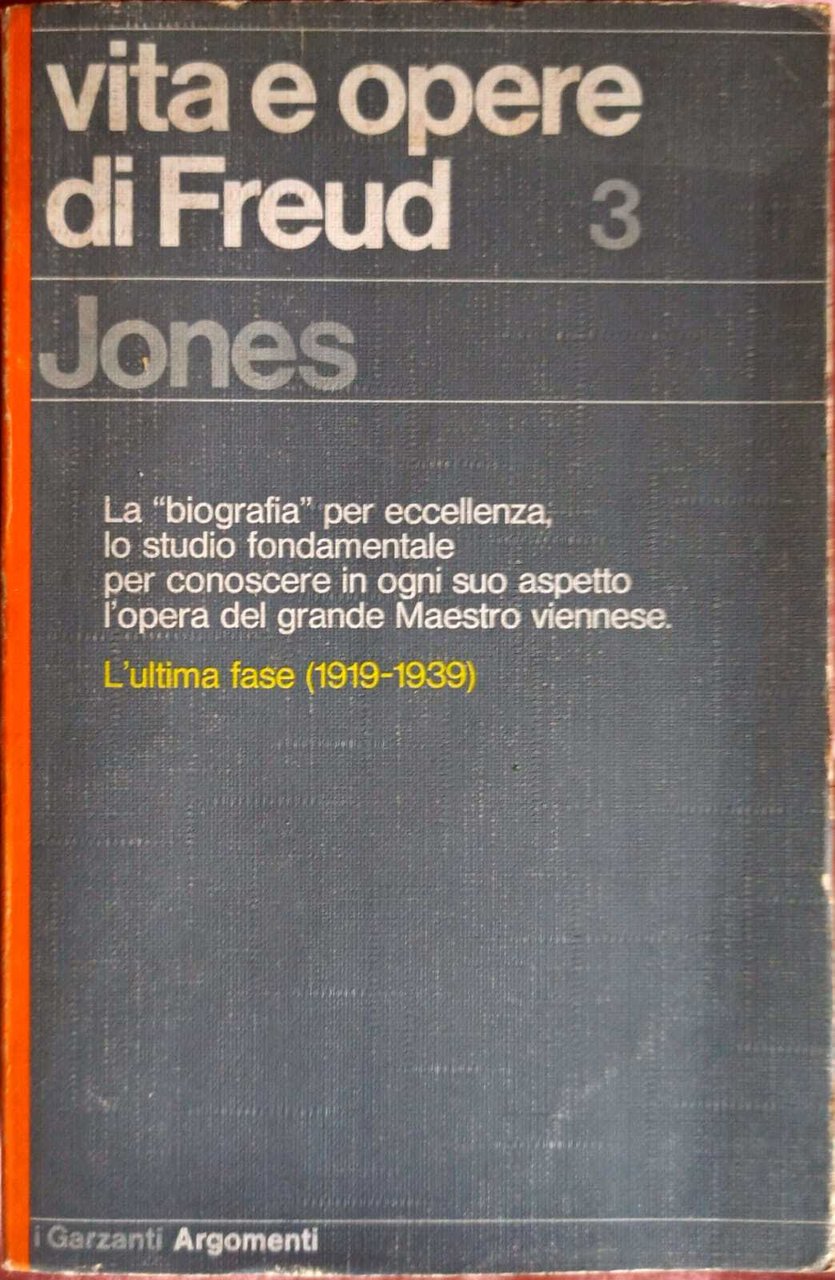 vita e opere
di Freud 3
Jones
La “biografia” per eccellenza,
lo studio fondamentale
per conoscere in ogni suo aspetto
l'opera del grande Maestro viennese.
L'ultima fase (1919-1939)
i Garzanti Argomenti